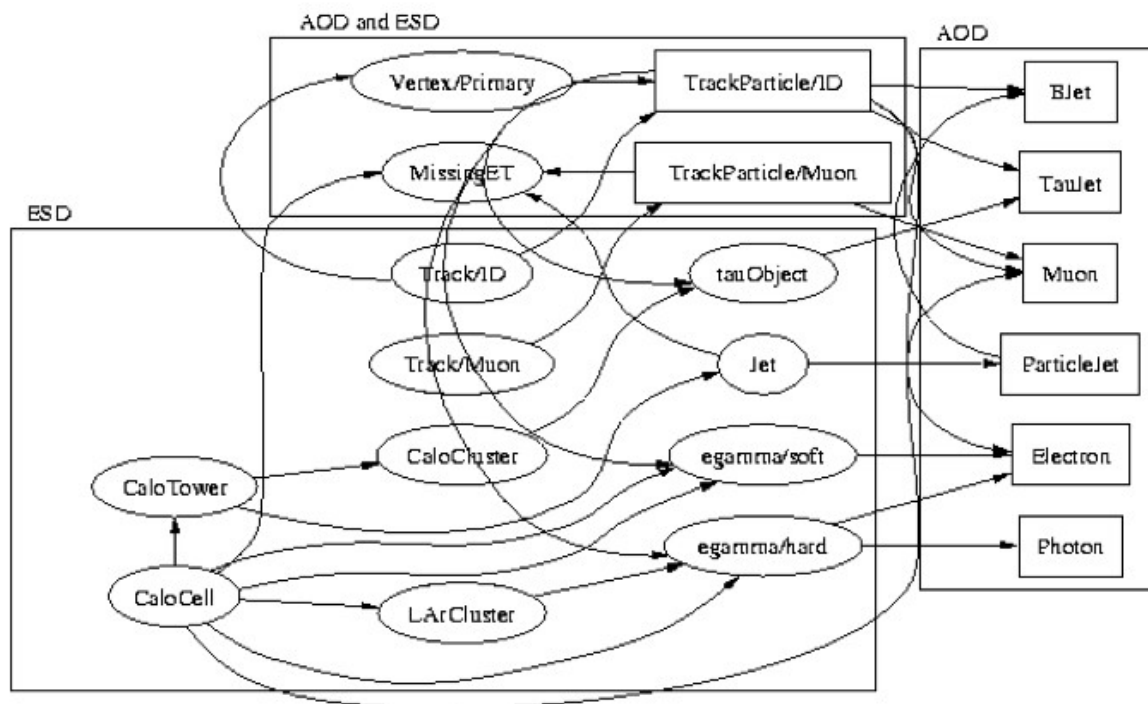 AOD and ESD
AOD
Vertex/Primary
TrackParticle/ID
BJet
MissingET
TrackParticle/Muon
TauJet
ESD
Track/ID
tauObject
Muon
Track/Muon
Jet
ParticleJet
CaloCluster
egamma/soft
Electron
CaloTower
egamma/hard
Photon
CaloCell
LArCluster